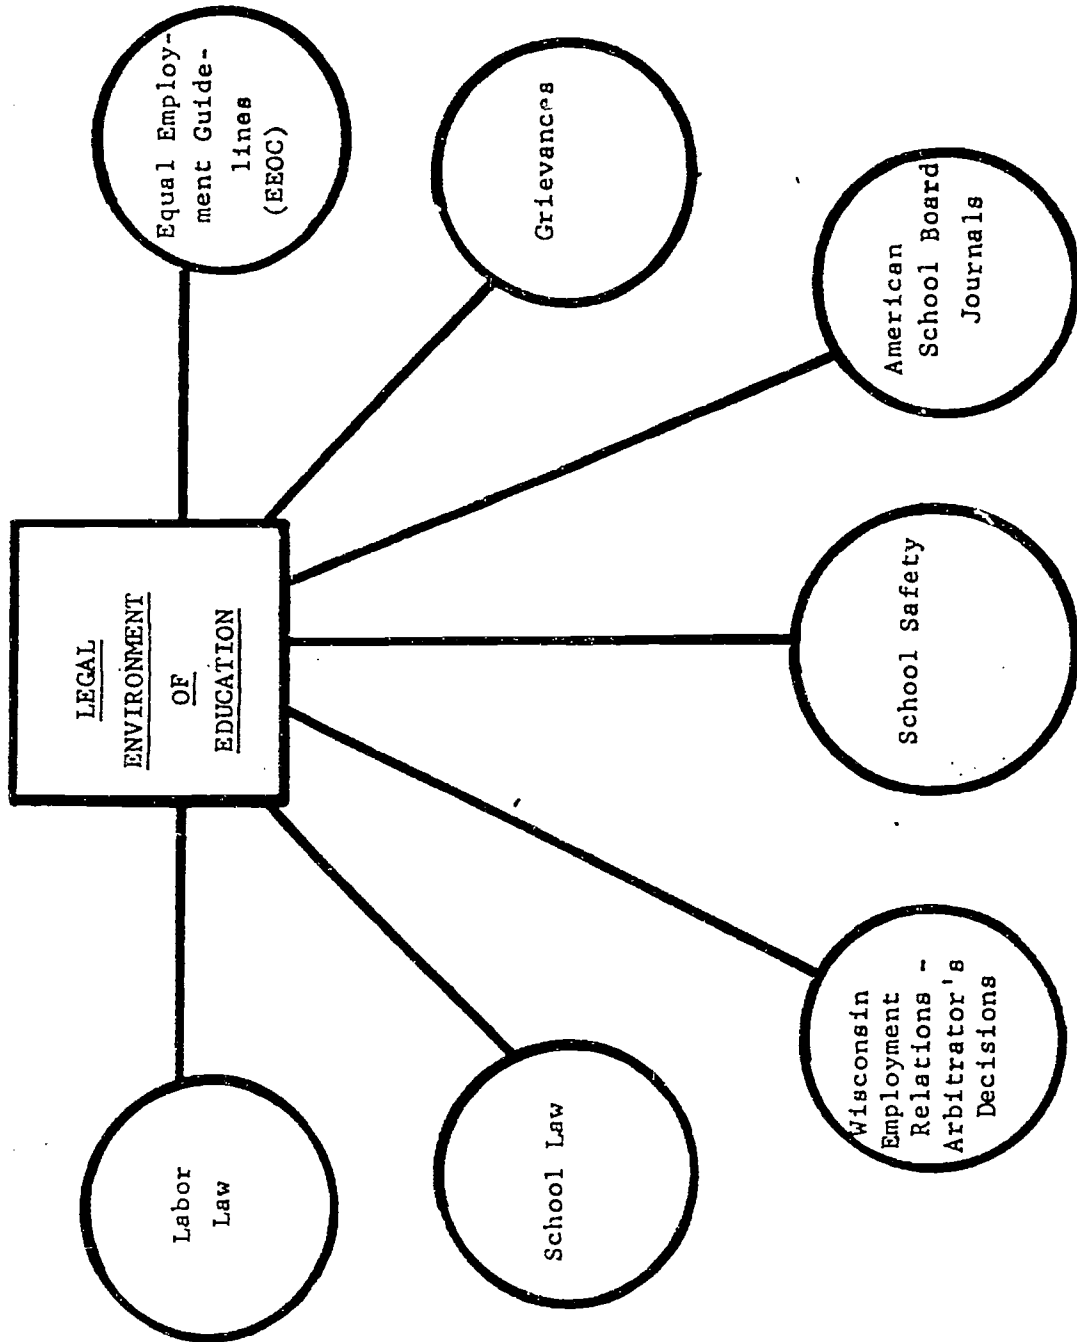 LEGAL
ENVIRONMENT
OF
EDUCATION
Labor
Law
School Law
Wisconsin
Employment
Relations -
Arbitrator's
Decisions
School Safety
American
School Board
Journals
Grievances
Equal Employ-
ment Guide-
lines
(EEOC)